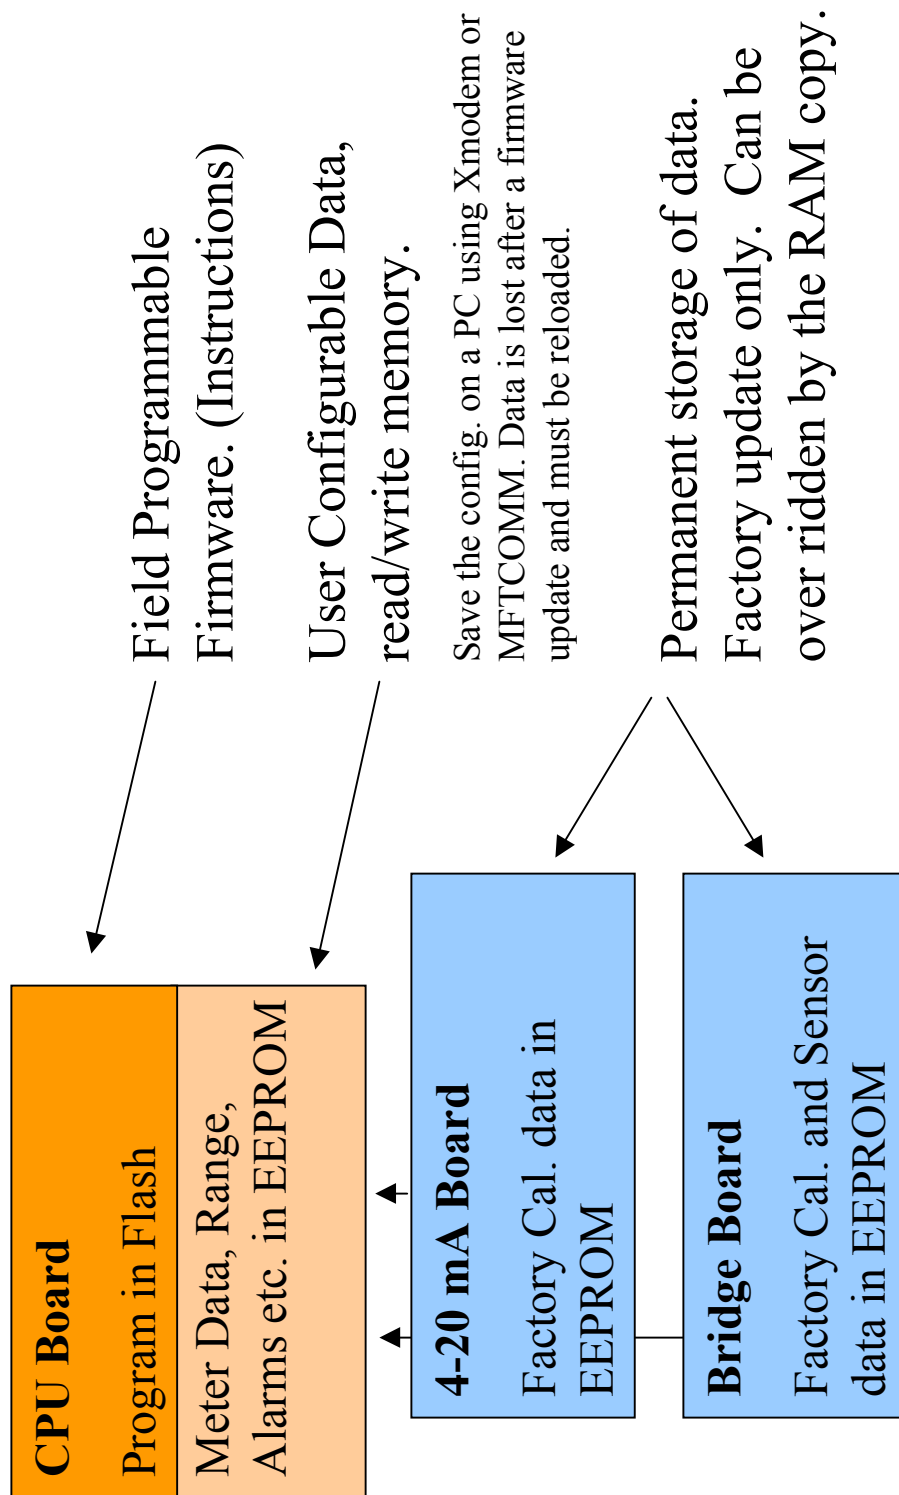 CPU Board
Program in Flash
Meter Data, Range,
Alarms etc. in EEPROM
4-20 mA Board
Factory Cal. data in
EEPROM
Bridge Board
Factory Cal. and Sensor
data in EEPROM
Field Programmable
Firmware. (Instructions)
User Configurable Data,
read/write memory.
Save the config. on a PC using Xmodem or
MFTCOMM. Data is lost after a firmware
update and must be reloaded.
Permanent storage of data.
Factory update only.  Can be
over ridden by the RAM copy.